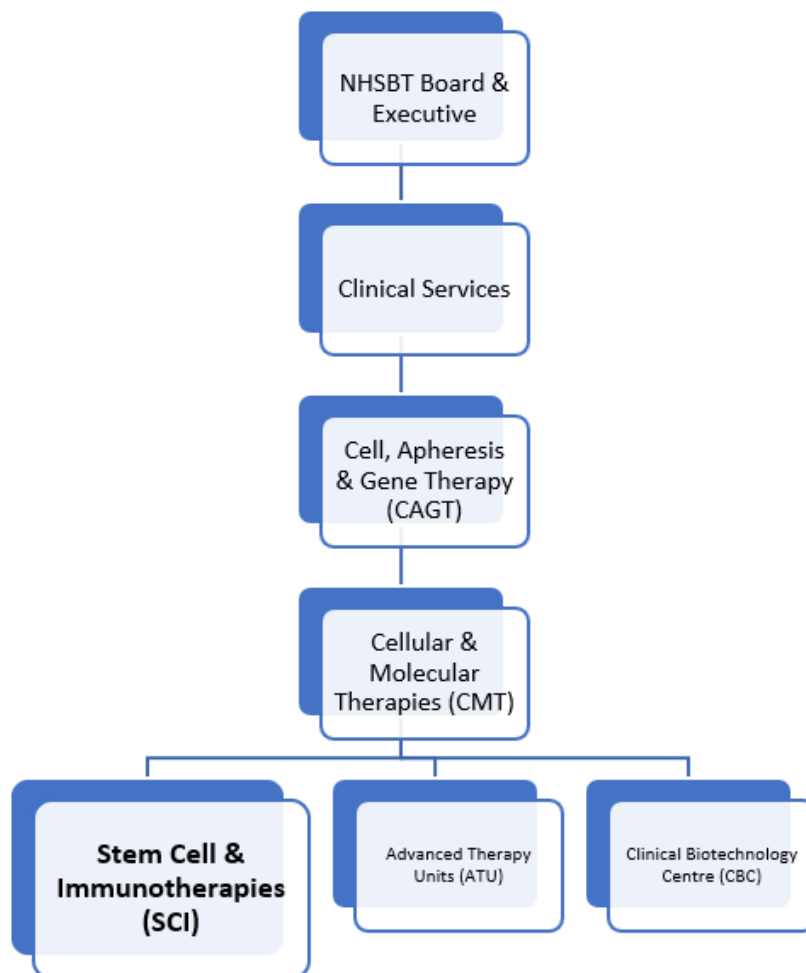 NHSBT Board &
Executive
Clinical Services
Cell, Apheresis
& Gene Therapy
(CAGT)
Cellular &
Molecular
Therapies (CMT)
Stem Cell &
Immunotherapies
(SCI)
Advanced Therapy
Units (ATU)
Clinical Biotechnology
Centre (CBC)